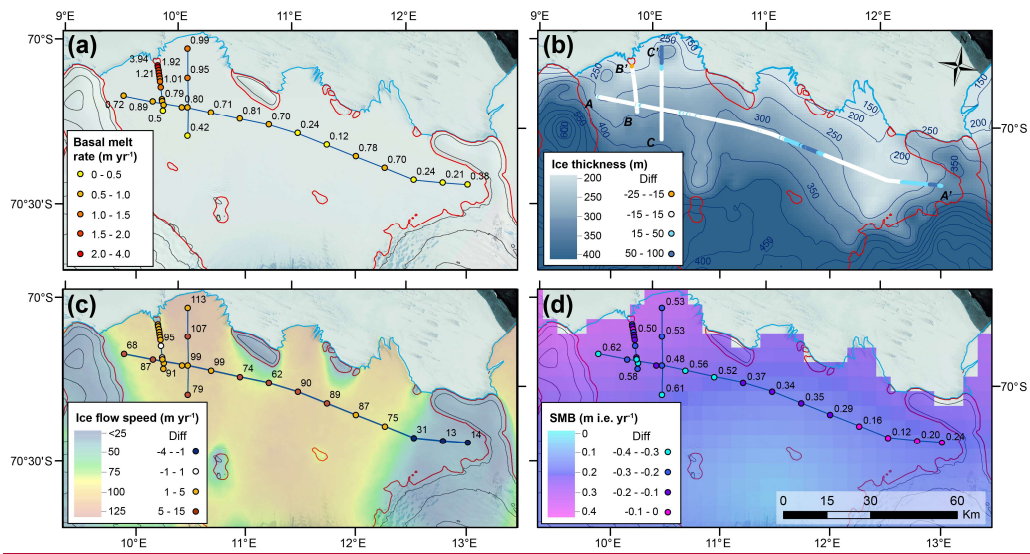 9°E 10°E 11°E 12°E 9°E 10°E 11°E 12°E
70°S
70°30'S
(a)
3.94
1.92
1.21
1.01
0.99
0.95
0.79
0.72 0.89 0.80 0.71 0.81 0.70 0.24 0.12 0.78 0.70 0.24 0.21 0.38
0.5
0.42
Basal melt
rate (m yr⁻¹)
0 - 0.5
0.5 - 1.0
1.0 - 1.5
1.5 - 2.0
2.0 - 4.0
(b)
250
150
C'
250
B'
A
B
C
250
300
150
250
200
200
150
250
350
350
600
450
400
400
A'
70°S
Ice thickness (m)
Diff
200
250
300
350
400
-25 - -15
-15 - 15
15 - 50
50 - 100
70°S
70°30'S
(c)
113
107
95
68 87 91 99 99 74 62 90 89 87 75 31 13 14
79
Ice flow speed (m yr⁻¹)
Diff
<25
50
75
100
125
-4 - -1
-1 - 1
1 - 5
5 - 15
(d)
0.53
0.50
0.53
0.62 0.58 0.48 0.56 0.52 0.37 0.34 0.35 0.29 0.16 0.12 0.20 0.24
0.61
70°S
SMB (m i.e. yr⁻¹)
Diff
0
0.1
0.2
0.3
0.4
-0.4 - -0.3
-0.3 - -0.2
-0.2 - -0.1
-0.1 - 0
0 15 30 60
Km
10°E 11°E 12°E 13°E 10°E 11°E 12°E 13°E